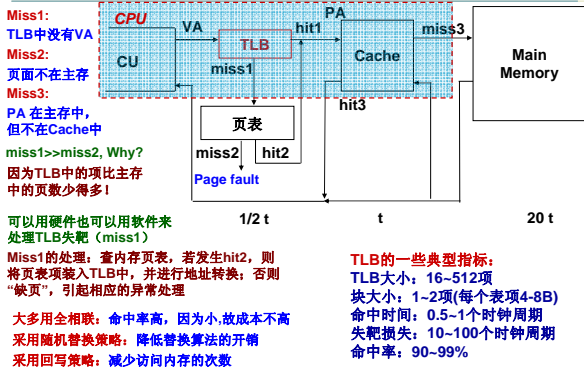 Miss1:
TLB中没有VA
Miss2:
页面不在主存
Miss3:
PA 在主存中，
但不在Cache中
miss1>>miss2, Why?
因为TLB中的项比主存
中的页数少得多！
CPU
CU
VA
TLB
hit1
PA
miss1
Cache
miss3
hit3
Main
Memory
页表
miss2
hit2
Page fault
1/2 t
t
20 t
可以用硬件也可以用软件来
处理TLB失靶（miss1）
Miss1的处理：查内存页表，若发生hit2，则
将页表项装入TLB中，并进行地址转换；否则
“缺页”，引起相应的异常处理
大多用全相联：命中率高，因为小,故成本不高
采用随机替换策略：降低替换算法的开销
采用回写策略：减少访问内存的次数
TLB的一些典型指标：
TLB大小：16~512项
块大小：1~2项(每个表项4-8B)
命中时间：0.5~1个时钟周期
失靶损失：10~100个时钟周期
命中率：90~99%